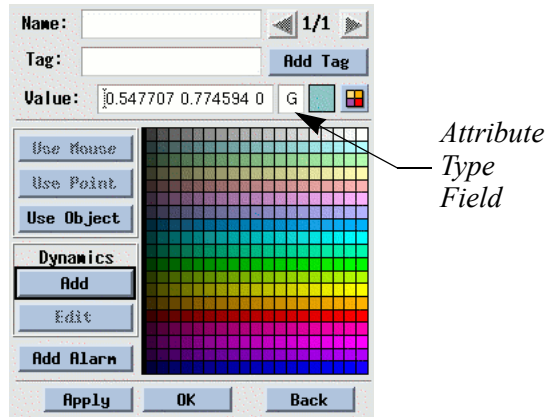 Name: 1/1
Tag: Add Tag
Value: 0.547707 0.774594 0 G
Use Mouse
Use Point
Use Object
Dynamics
Add
Edit
Add Alarm
Apply OK Back
Attribute
Type
Field